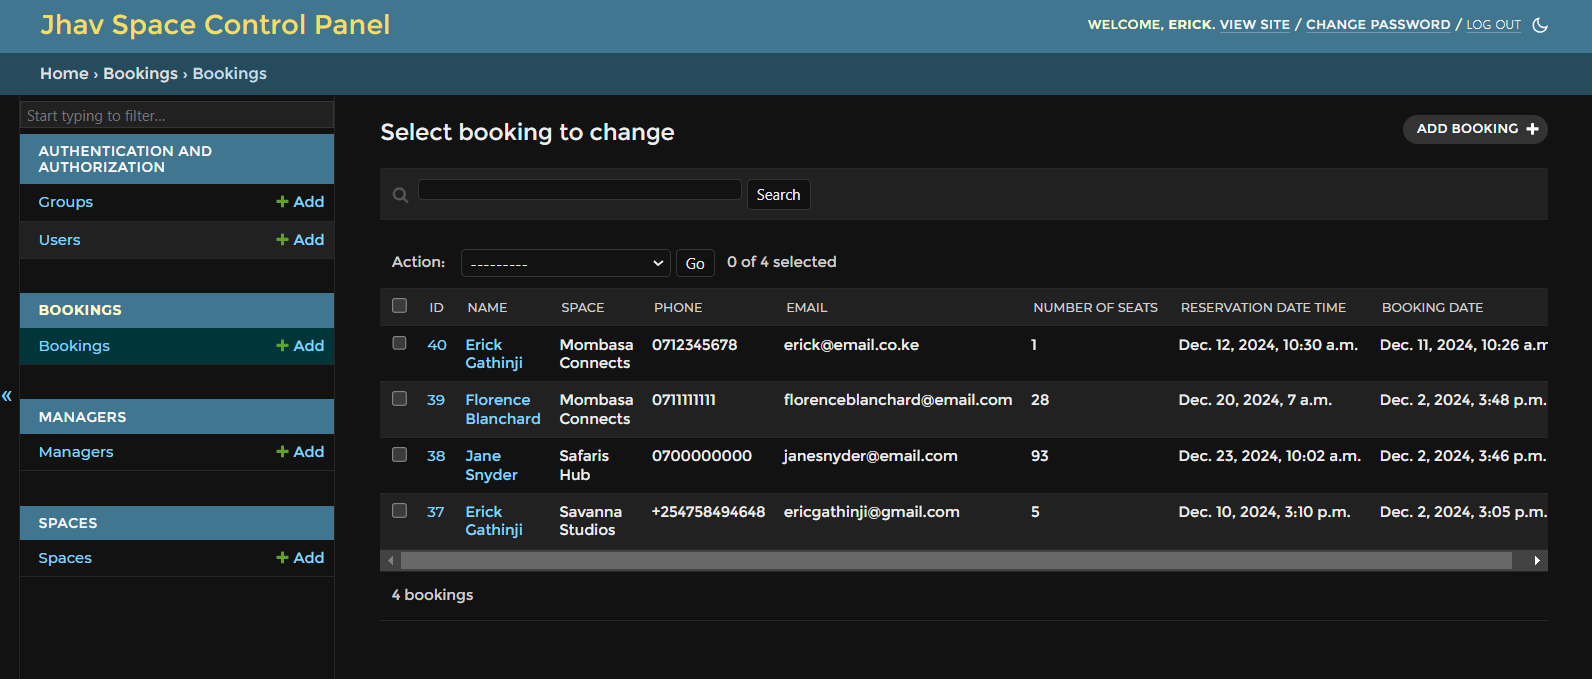 Jhav Space Control Panel
WELCOME, ERICK. VIEW SITE / CHANGE PASSWORD / LOG OUT
Home › Bookings › Bookings
Start typing to filter...
AUTHENTICATION AND
AUTHORIZATION
Groups + Add
Users + Add
BOOKINGS
Bookings + Add
MANAGERS
Managers + Add
SPACES
Spaces + Add
«
Select booking to change
ADD BOOKING +
Search
Action: --------- Go 0 of 4 selected
ID NAME SPACE PHONE EMAIL NUMBER OF SEATS RESERVATION DATE TIME BOOKING DATE
40 Erick Mombasa 0712345678 erick@email.co.ke 1 Dec. 12, 2024, 10:30 a.m. Dec. 11, 2024, 10:26 a.m
Gathinji Connects
39 Florence Mombasa 0711111111 florenceblanchard@email.com 28 Dec. 20, 2024, 7 a.m. Dec. 2, 2024, 3:48 p.m.
Blanchard Connects
38 Jane Safaris 0700000000 janesnyder@email.com 93 Dec. 23, 2024, 10:02 a.m. Dec. 2, 2024, 3:46 p.m.
Snyder Hub
37 Erick Savanna +254758494648 ericgathinji@gmail.com 5 Dec. 10, 2024, 3:10 p.m. Dec. 2, 2024, 3:05 p.m.
Gathinji Studios
4 bookings